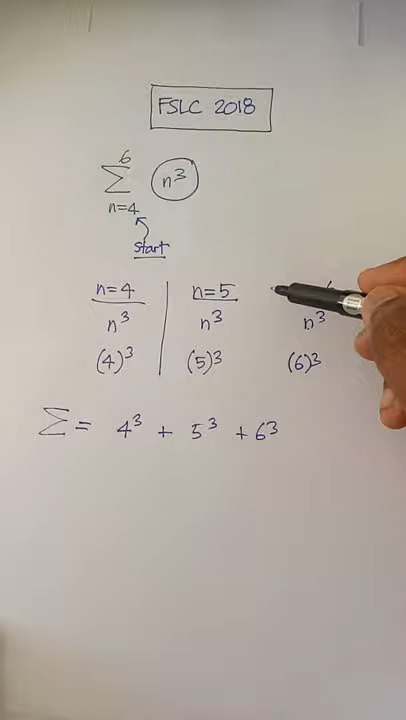 FSLC 2018
6
∑ n³
n=4
Start
n=4 n=5
n³ n³ n³
(4)³ (5)³ (6)³
∑ = 4³ + 5³ + 6³